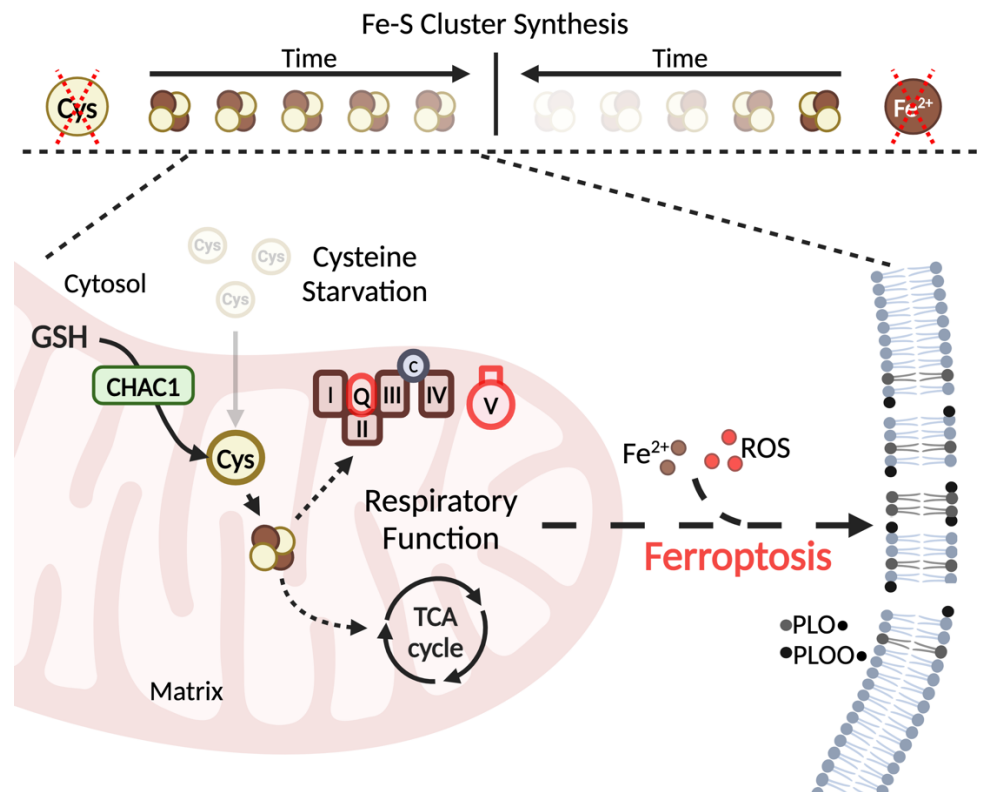 Fe-S Cluster Synthesis
Time
Time
Cys
Fe²⁺
Cys
Cys
Cys
Cysteine
Starvation
Cytosol
GSH
CHAC1
Cys
I
Q
II
III
C
IV
V
Respiratory
Function
Fe²⁺
ROS
Ferroptosis
TCA
cycle
PLO•
PLOO•
Matrix